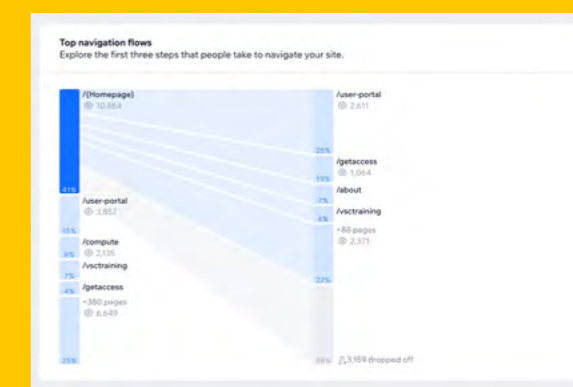 Top navigation flows
Explore the first three steps that people take to navigate your site.
/(Homepage)
10,664
41%
/user-portal
3,857
15%
/compute
2,135
8%
/vsctraining
7%
/getaccess
4%
+380 pages
6,649
25%
/user-portal
2,611
25%
/getaccess
1,064
10%
/about
7%
/vsctraining
6%
+88 pages
2,371
22%
3,159 dropped off